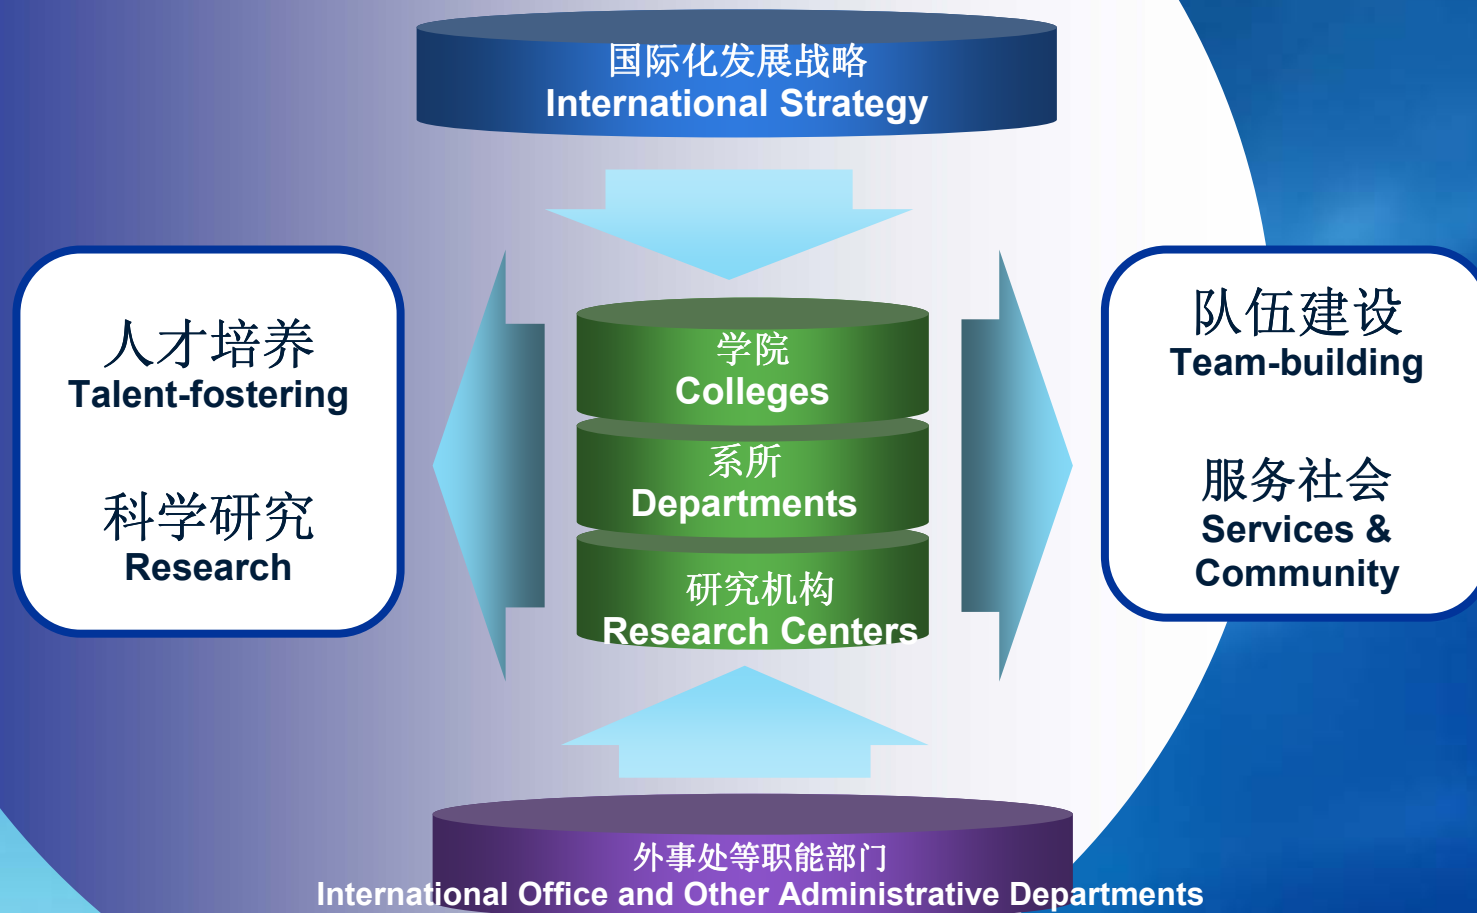 国际化发展战略
International Strategy
人才培养
Talent-fostering
科学研究
Research
学院
Colleges
系所
Departments
研究机构
Research Centers
队伍建设
Team-building
服务社会
Services &
Community
外事处等职能部门
International Office and Other Administrative Departments